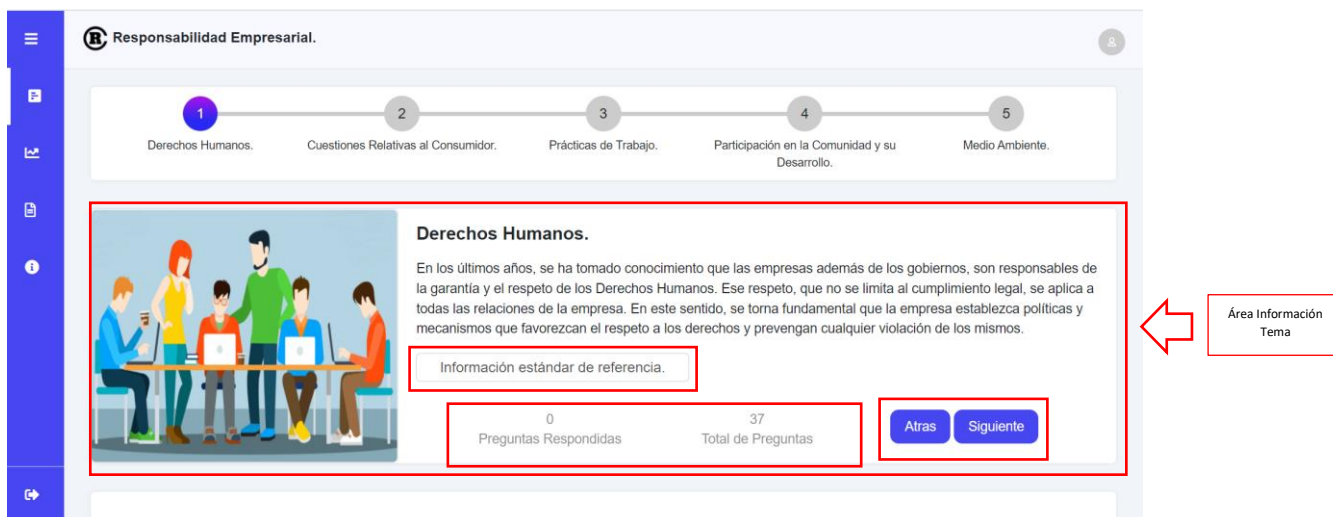 Responsabilidad Empresarial.
1
2
3
4
5
Derechos Humanos.
Cuestiones Relativas al Consumidor.
Prácticas de Trabajo.
Participación en la Comunidad y su
Desarrollo.
Medio Ambiente.
Derechos Humanos.
En los últimos años, se ha tomado conocimiento que las empresas además de los gobiernos, son responsables de
la garantía y el respeto de los Derechos Humanos. Ese respeto, que no se limita al cumplimiento legal, se aplica a
todas las relaciones de la empresa. En este sentido, se torna fundamental que la empresa establezca políticas y
mecanismos que favorezcan el respeto a los derechos y prevengan cualquier violación de los mismos.
Información estándar de referencia.
0
Preguntas Respondidas
37
Total de Preguntas
Atras
Siguiente
Área Información
Tema